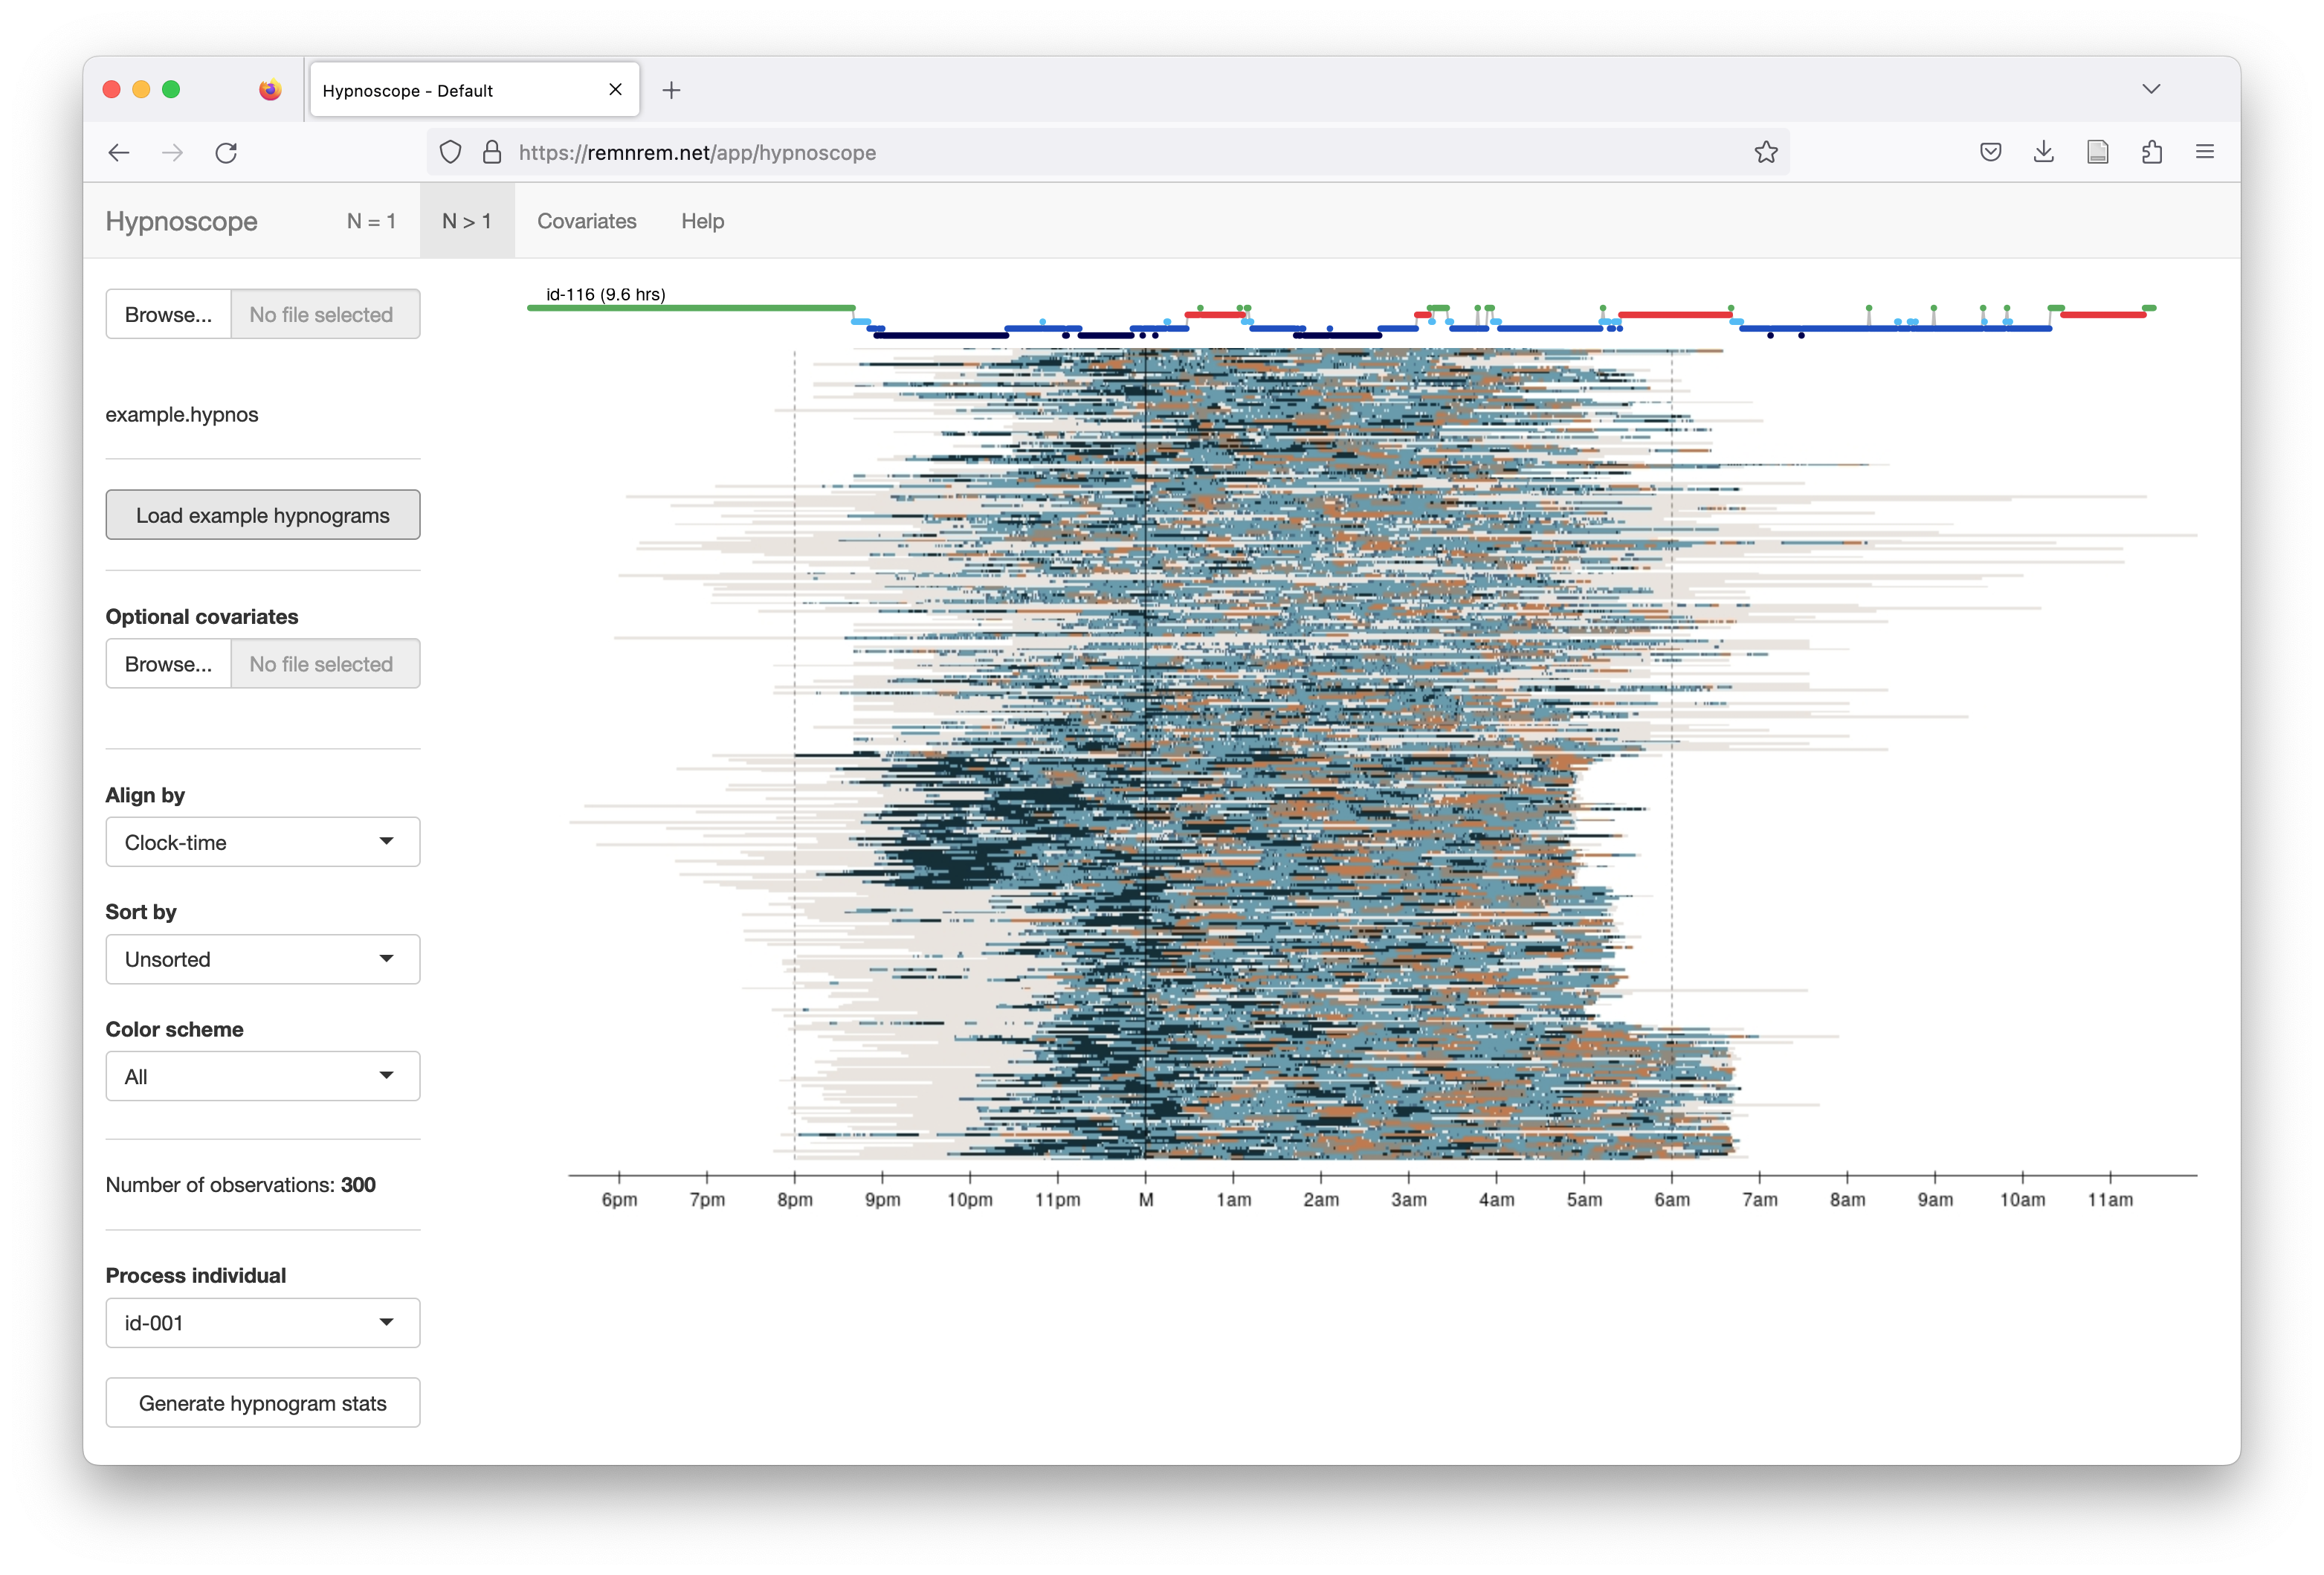 Hypnoscope - Default
https://remnrem.net/app/hypnoscope
Hypnoscope N = 1 N > 1 Covariates Help
Browse... No file selected
example.hypnos
Load example hypnograms
Optional covariates
Browse... No file selected
Align by
Clock-time
Sort by
Unsorted
Color scheme
All
Number of observations: 300
Process individual
id-001
Generate hypnogram stats
id-116 (9.6 hrs)
6pm 7pm 8pm 9pm 10pm 11pm M 1am 2am 3am 4am 5am 6am 7am 8am 9am 10am 11am